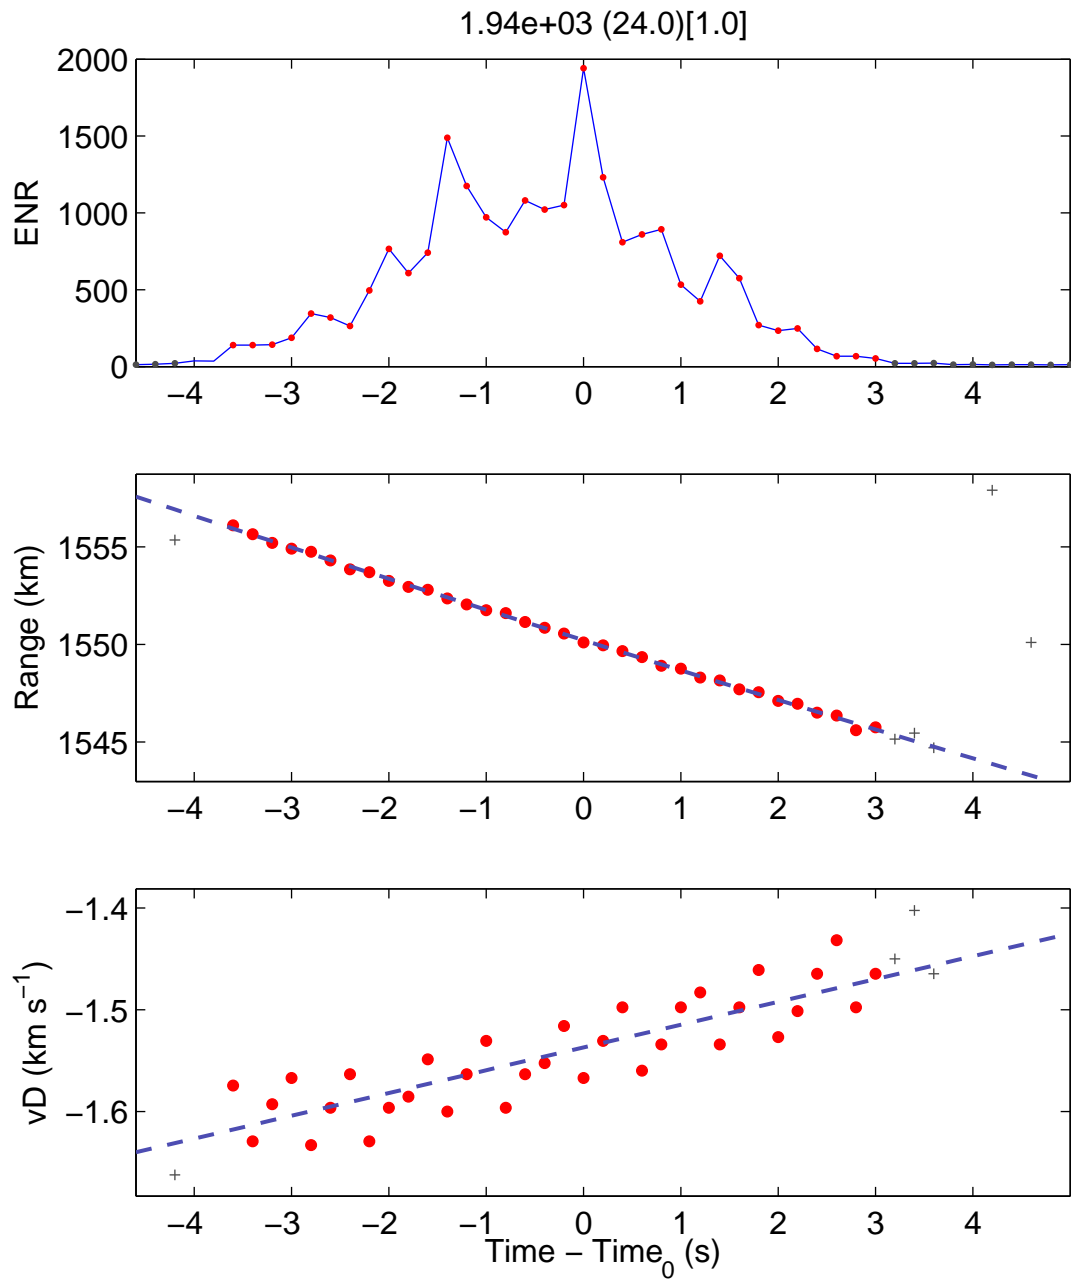 1.94e+03 (24.0)[1.0]
2000
1500
1000
500
0
ENR
−4 −3 −2 −1 0 1 2 3 4
1555
1550
1545
Range (km)
−4 −3 −2 −1 0 1 2 3 4
−1.4
−1.5
−1.6
vD (km s⁻¹)
−4 −3 −2 −1 0 1 2 3 4
Time − Time₀ (s)